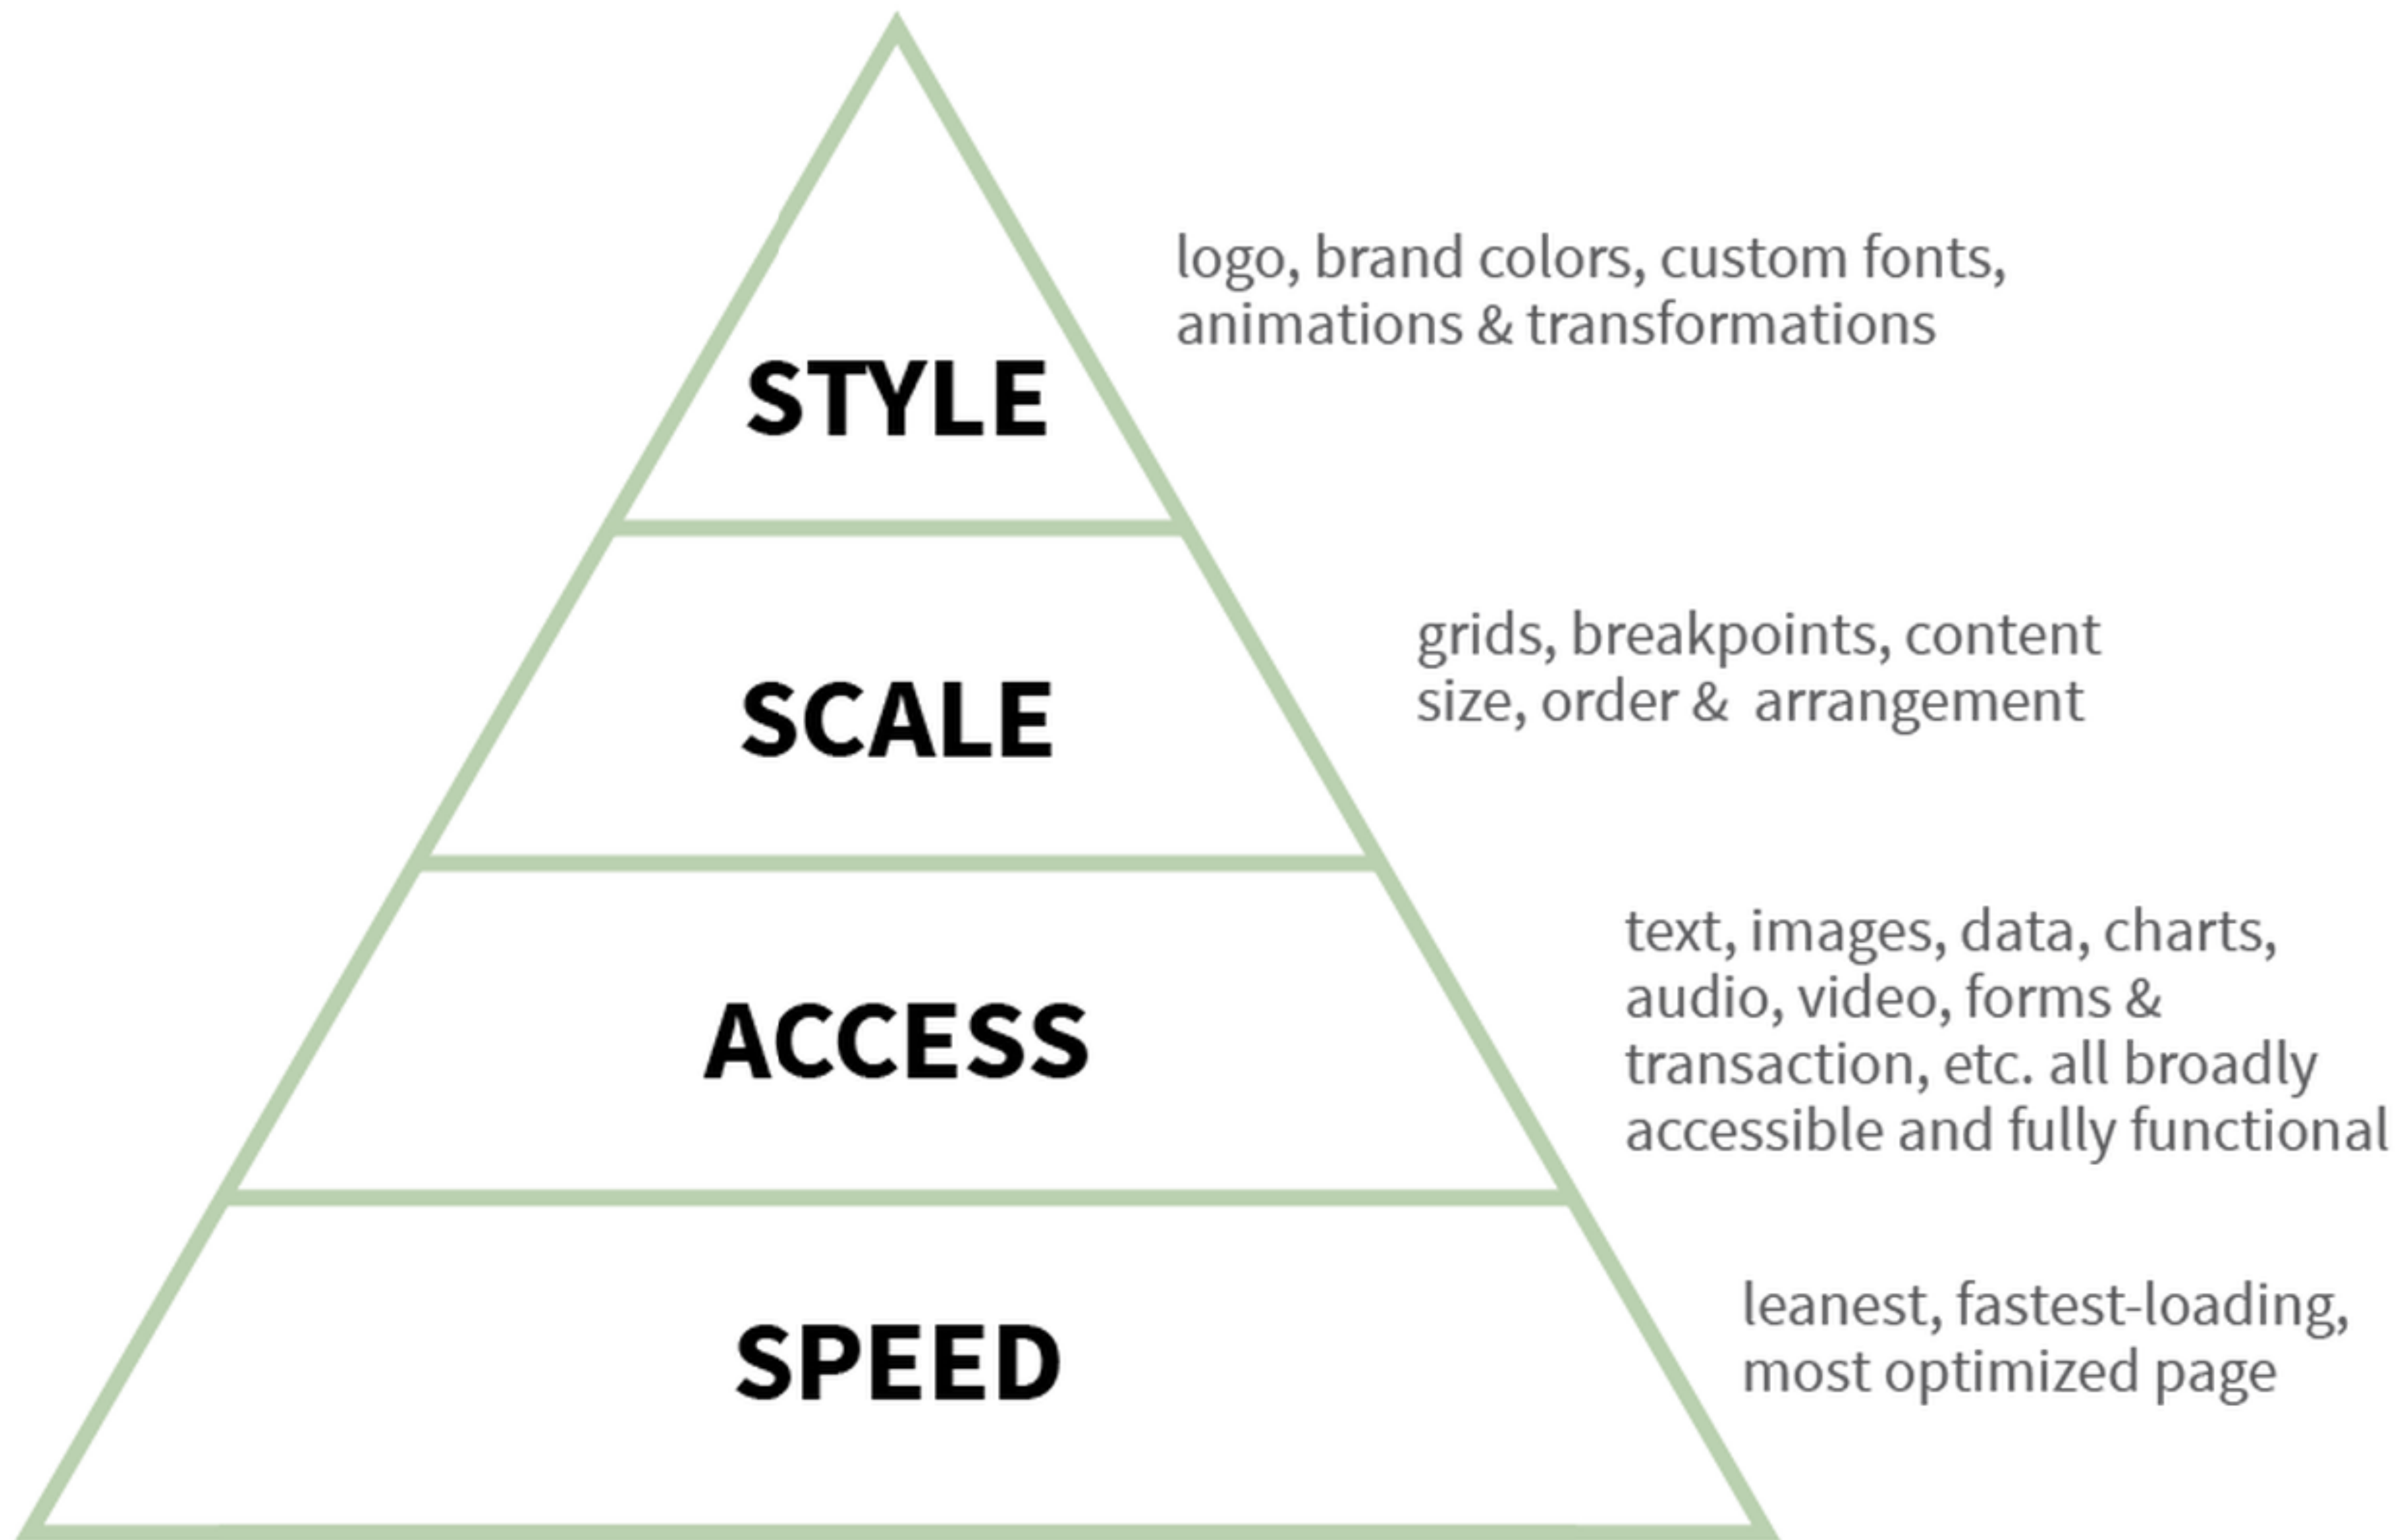 logo, brand colors, custom fonts,
animations & transformations
STYLE
grids, breakpoints, content
size, order & arrangement
SCALE
text, images, data, charts,
audio, video, forms &
transaction, etc. all broadly
accessible and fully functional
ACCESS
leanest, fastest-loading,
most optimized page
SPEED